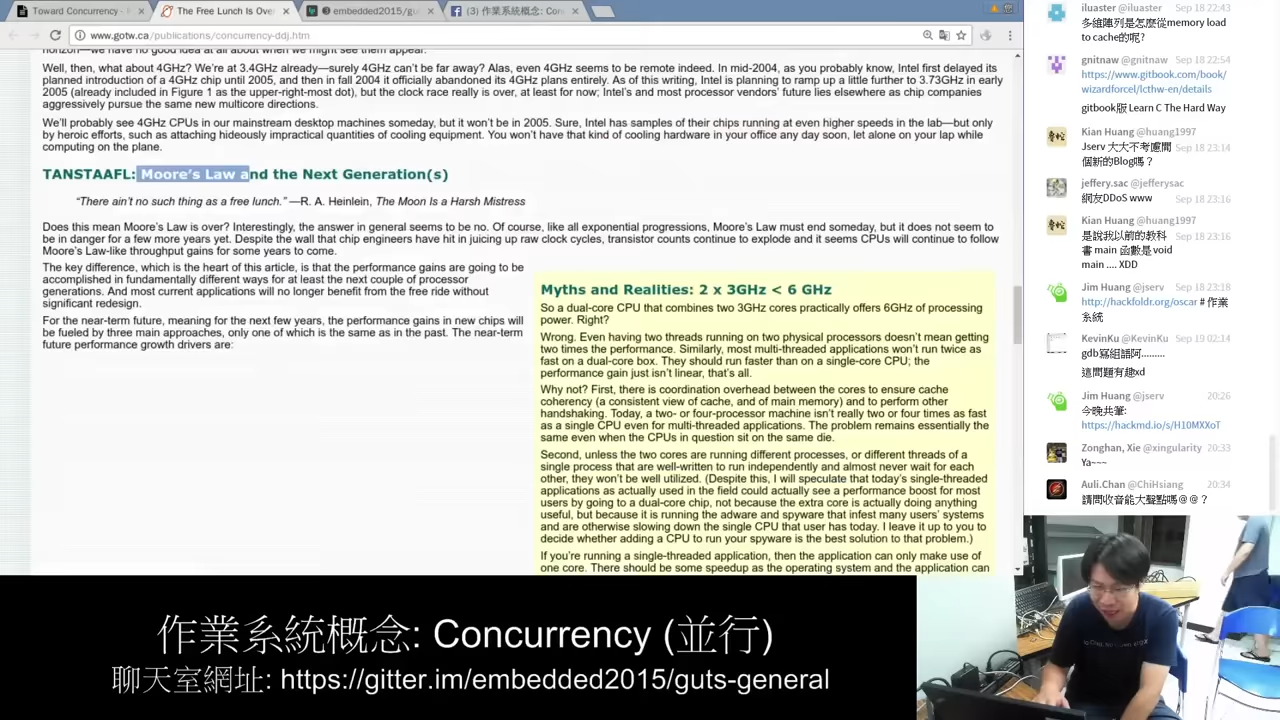 Toward Concurrency -
The Free Lunch Is Over
embedded2015/gut
(3) 作業系統概念: Con
www.gotw.ca/publications/concurrency-ddj.htm
horizon—we have no good idea at all about when we might see them appear.
Well, then, what about 4GHz? We're at 3.4GHz already—surely 4GHz can't be far away? Alas, even 4GHz seems to be remote indeed. In mid-2004, as you probably know, Intel first delayed its
planned introduction of a 4GHz chip until 2005, and then in fall 2004 it officially abandoned its 4GHz plans entirely. As of this writing, Intel is planning to ramp up a little further to 3.73GHz in early
2005 (already included in Figure 1 as the upper-right-most dot), but the clock race really is over, at least for now; Intel's and most processor vendors' future lies elsewhere as chip companies
aggressively pursue the same new multicore directions.
We'll probably see 4GHz CPUs in our mainstream desktop machines someday, but it won't be in 2005. Sure, Intel has samples of their chips running at even higher speeds in the lab—but only
by heroic efforts, such as attaching hideously impractical quantities of cooling equipment. You won't have that kind of cooling hardware in your office any day soon, let alone on your lap while
computing on the plane.
TANSTAAFL: Moore's Law and the Next Generation(s)
“There ain't no such thing as a free lunch.” —R. A. Heinlein, The Moon Is a Harsh Mistress
Does this mean Moore's Law is over? Interestingly, the answer in general seems to be no. Of course, like all exponential progressions, Moore's Law must end someday, but it does not seem to
be in danger for a few more years yet. Despite the wall that chip engineers have hit in juicing up raw clock cycles, transistor counts continue to explode and it seems CPUs will continue to follow
Moore's Law-like throughput gains for some years to come.
The key difference, which is the heart of this article, is that the performance gains are going to be
accomplished in fundamentally different ways for at least the next couple of processor
generations. And most current applications will no longer benefit from the free ride without
significant redesign.
For the near-term future, meaning for the next few years, the performance gains in new chips will
be fueled by three main approaches, only one of which is the same as in the past. The near-term
future performance growth drivers are:
Myths and Realities: 2 x 3GHz < 6 GHz
So a dual-core CPU that combines two 3GHz cores practically offers 6GHz of processing
power. Right?
Wrong. Even having two threads running on two physical processors doesn't mean getting
two times the performance. Similarly, most multi-threaded applications won't run twice as
fast on a dual-core box. They should run faster than on a single-core CPU; the
performance gain just isn't linear, that's all.
Why not? First, there is coordination overhead between the cores to ensure cache
coherency (a consistent view of cache, and of main memory) and to perform other
handshaking. Today, a two- or four-processor machine isn't really two or four times as fast
as a single CPU even for multi-threaded applications. The problem remains essentially the
same even when the CPUs in question sit on the same die.
Second, unless the two cores are running different processes, or different threads of a
single process that are well-written to run independently and almost never wait for each
other, they won't be well utilized. (Despite this, I will speculate that today's single-threaded
applications as actually used in the field could actually see a performance boost for most
users by going to a dual-core chip, not because the extra core is actually doing anything
useful, but because it is running the adware and spyware that infest many users' systems
and are otherwise slowing down the single CPU that user has today. I leave it up to you to
decide whether adding a CPU to run your spyware is the best solution to that problem.)
If you're running a single-threaded application, then the application can only make use of
one core. There should be some speedup as the operating system and the application can
iluaster @iluaster Sep 18 22:43
多維陣列是怎麼從memory load
to cache的呢?
gnitnaw @gnitnaw Sep 18 22:54
https://www.gitbook.com/book/
wizardforcel/lcthw-en/details
gitbook版 Learn C The Hard Way
Kian Huang @huang1997
Jserv 大大不考慮開 Sep 18 23:14
個新的Blog嗎？
jeffery.sac @jefferysac
網友DDoS www Sep 18 23:16
Kian Huang @huang1997
是說我以前的教科 Sep 18 23:16
書 main 函數是 void
main .... XDD
Jim Huang @jserv Sep 18 23:18
http://hackfoldr.org/oscar # 作業
系統
KevinKu @KevinKu Sep 19 02:14
gdb寫組語阿.........
這問題有趣xd
Jim Huang @jserv 20:26
今晚共筆:
https://hackmd.io/s/H10MXXoT
Zonghan, Xie @xingularity 20:33
Ya~~~
Auli.Chan @ChiHsiang 20:34
請問收音能大聲點嗎＠＠？
作業系統概念: Concurrency (並行)
聊天室網址: https://gitter.im/embedded2015/guts-general